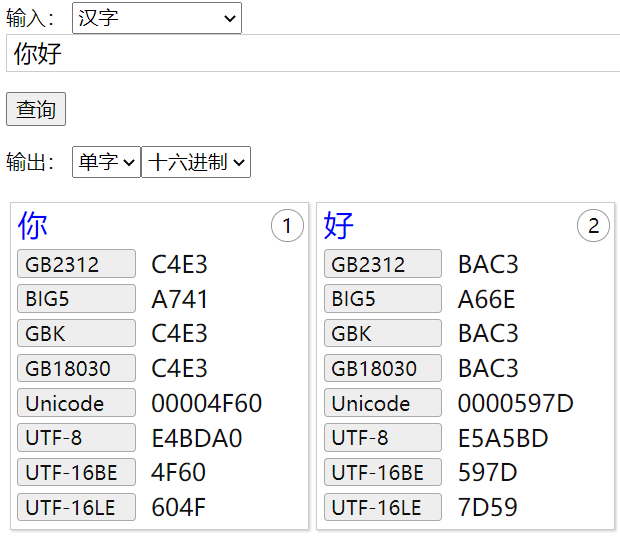 输入： 汉字
你好
查询
输出： 单字 十六进制
你 1
GB2312 C4E3
BIG5 A741
GBK C4E3
GB18030 C4E3
Unicode 00004F60
UTF-8 E4BDA0
UTF-16BE 4F60
UTF-16LE 604F
好 2
GB2312 BAC3
BIG5 A66E
GBK BAC3
GB18030 BAC3
Unicode 0000597D
UTF-8 E5A5BD
UTF-16BE 597D
UTF-16LE 7D59